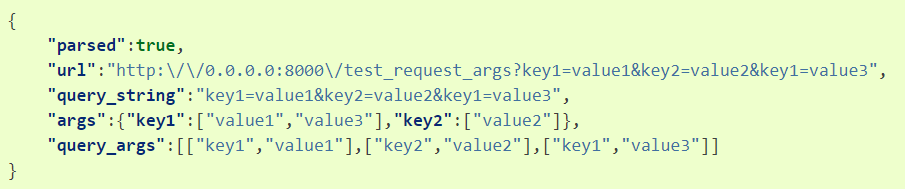 {
    "parsed":true,
    "url":"http:\/\/0.0.0.0:8000\/test_request_args?key1=value1&key2=value2&key1=value3",
    "query_string":"key1=value1&key2=value2&key1=value3",
    "args":{"key1":["value1","value3"],"key2":["value2"]},
    "query_args":[["key1","value1"],["key2","value2"],["key1","value3"]]
}